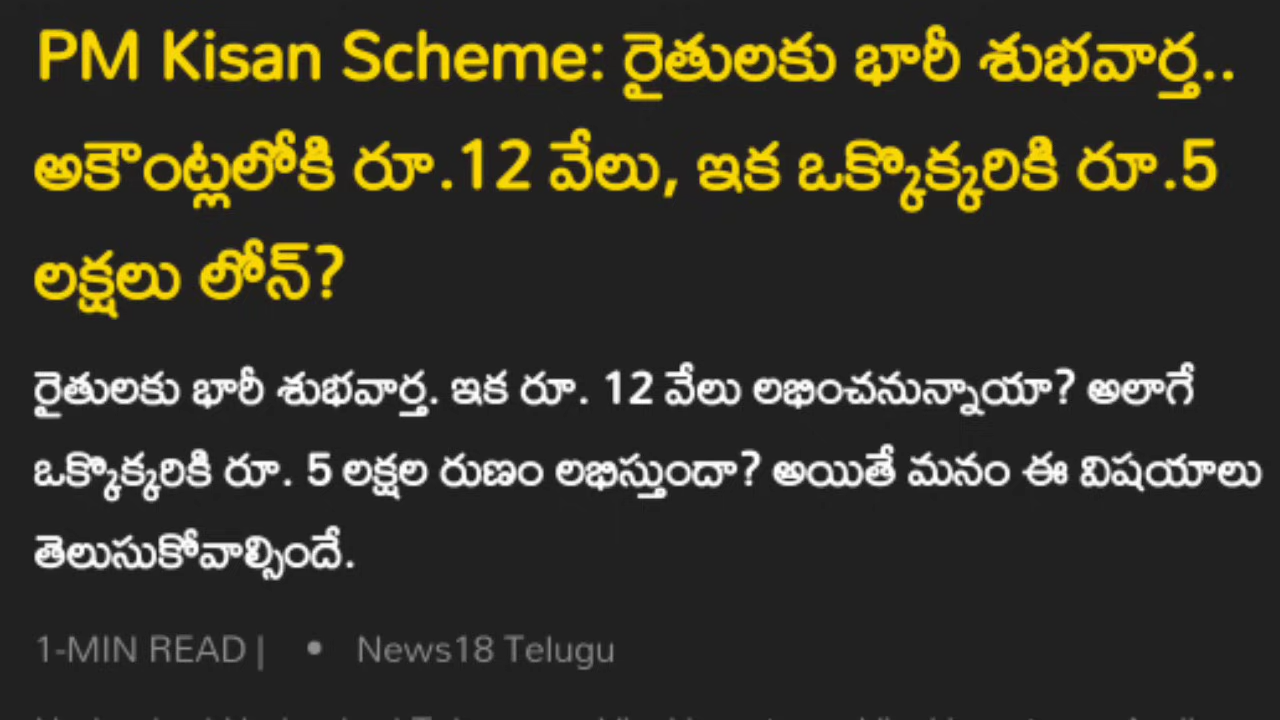 PM Kisan Scheme: రైతులకు భారీ శుభవార్త..
అకౌంట్లలోకి రూ.12 వేలు, ఇక ఒక్కొక్కరికి రూ.5
లక్షలు లోన్?
రైతులకు భారీ శుభవార్త. ఇక రూ. 12 వేలు లభించనున్నాయా? అలాగే
ఒక్కొక్కరికి రూ. 5 లక్షల రుణం లభిస్తుందా? అయితే మనం ఈ విషయాలు
తెలుసుకోవాల్సిందే.
1-MIN READ | • News18 Telugu